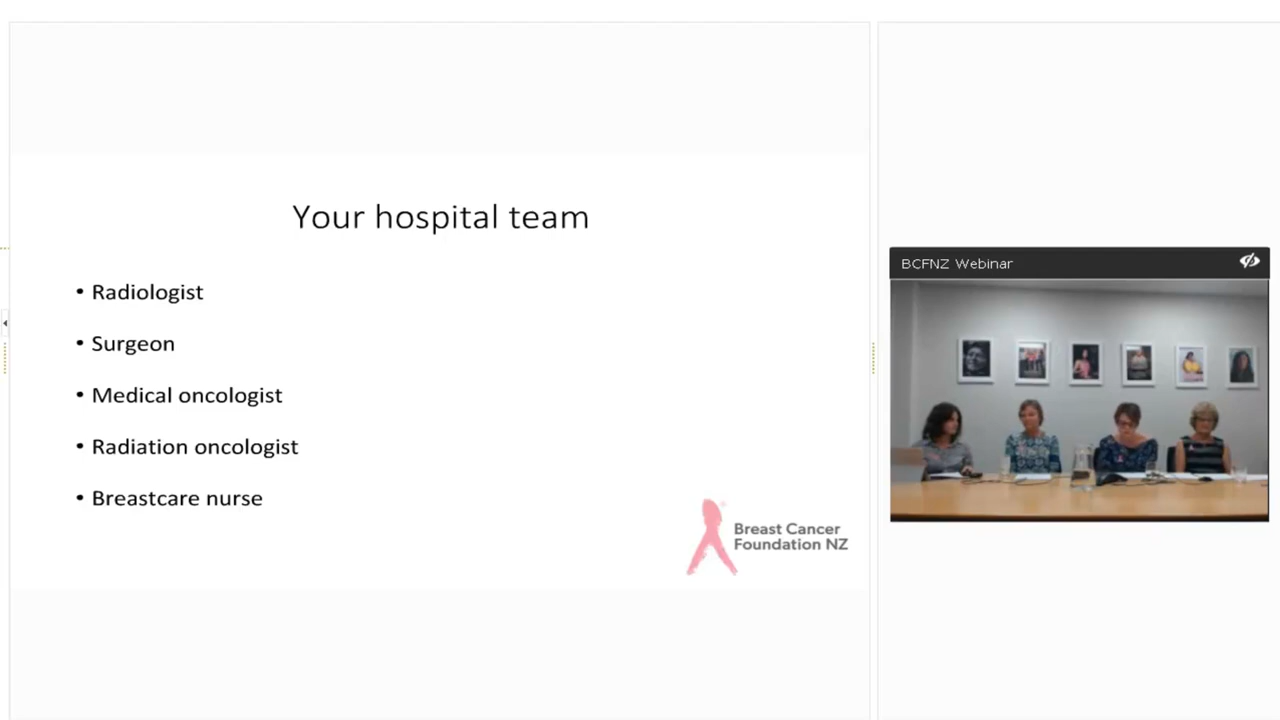 Your hospital team
• Radiologist
• Surgeon
• Medical oncologist
• Radiation oncologist
• Breastcare nurse
Breast Cancer
Foundation NZ
BCFNZ Webinar